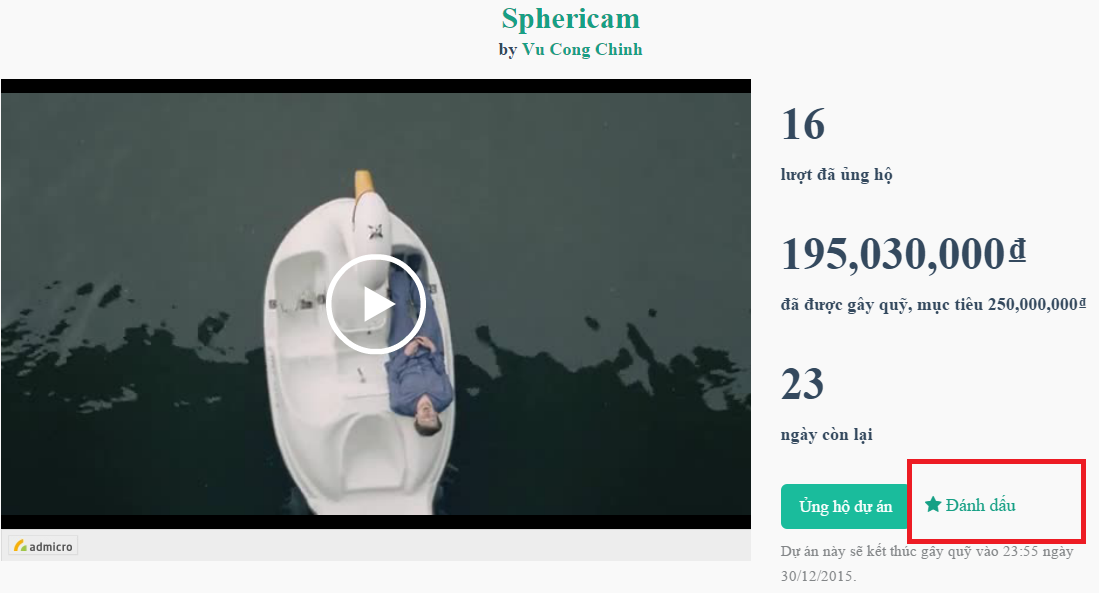 Sphericam
by Vu Cong Chinh
16
lượt đã ủng hộ
195,030,000₫
đã được gây quỹ, mục tiêu 250,000,000₫
23
ngày còn lại
Ủng hộ dự án
Đánh dấu
Dự án này sẽ kết thúc gây quỹ vào 23:55 ngày
30/12/2015.
admicro